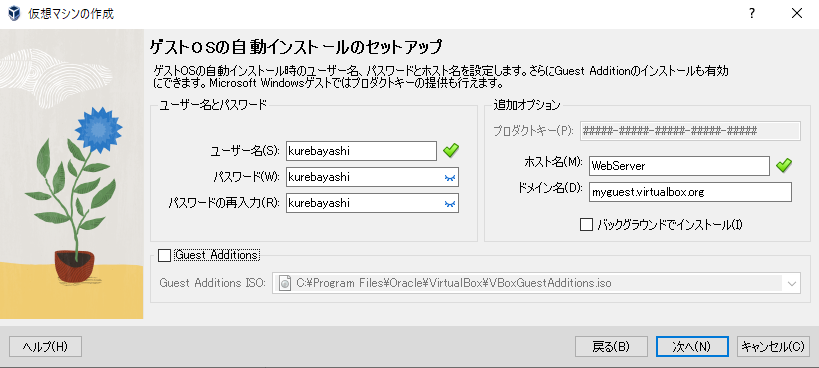 仮想マシンの作成
ゲストOSの自動インストールのセットアップ
ゲストOSの自動インストール時のユーザー名、パスワードとホスト名を設定します。さらにGuest Additionのインストールも有効
にできます。Microsoft Windowsゲストではプロダクトキーの提供も行えます。
ユーザー名とパスワード
ユーザー名(S): kurebayashi
パスワード(W): kurebayashi
パスワードの再入力(R): kurebayashi
追加オプション
プロダクトキー(P): #####-#####-#####-#####-#####
ホスト名(M): WebServer
ドメイン名(D): myguest.virtualbox.org
バックグラウンドでインストール(I)
Guest Additions
Guest Additions ISO: C:¥Program Files¥Oracle¥VirtualBox¥VBoxGuestAdditions.iso
ヘルプ(H) 戻る(B) 次へ(N) キャンセル(C)